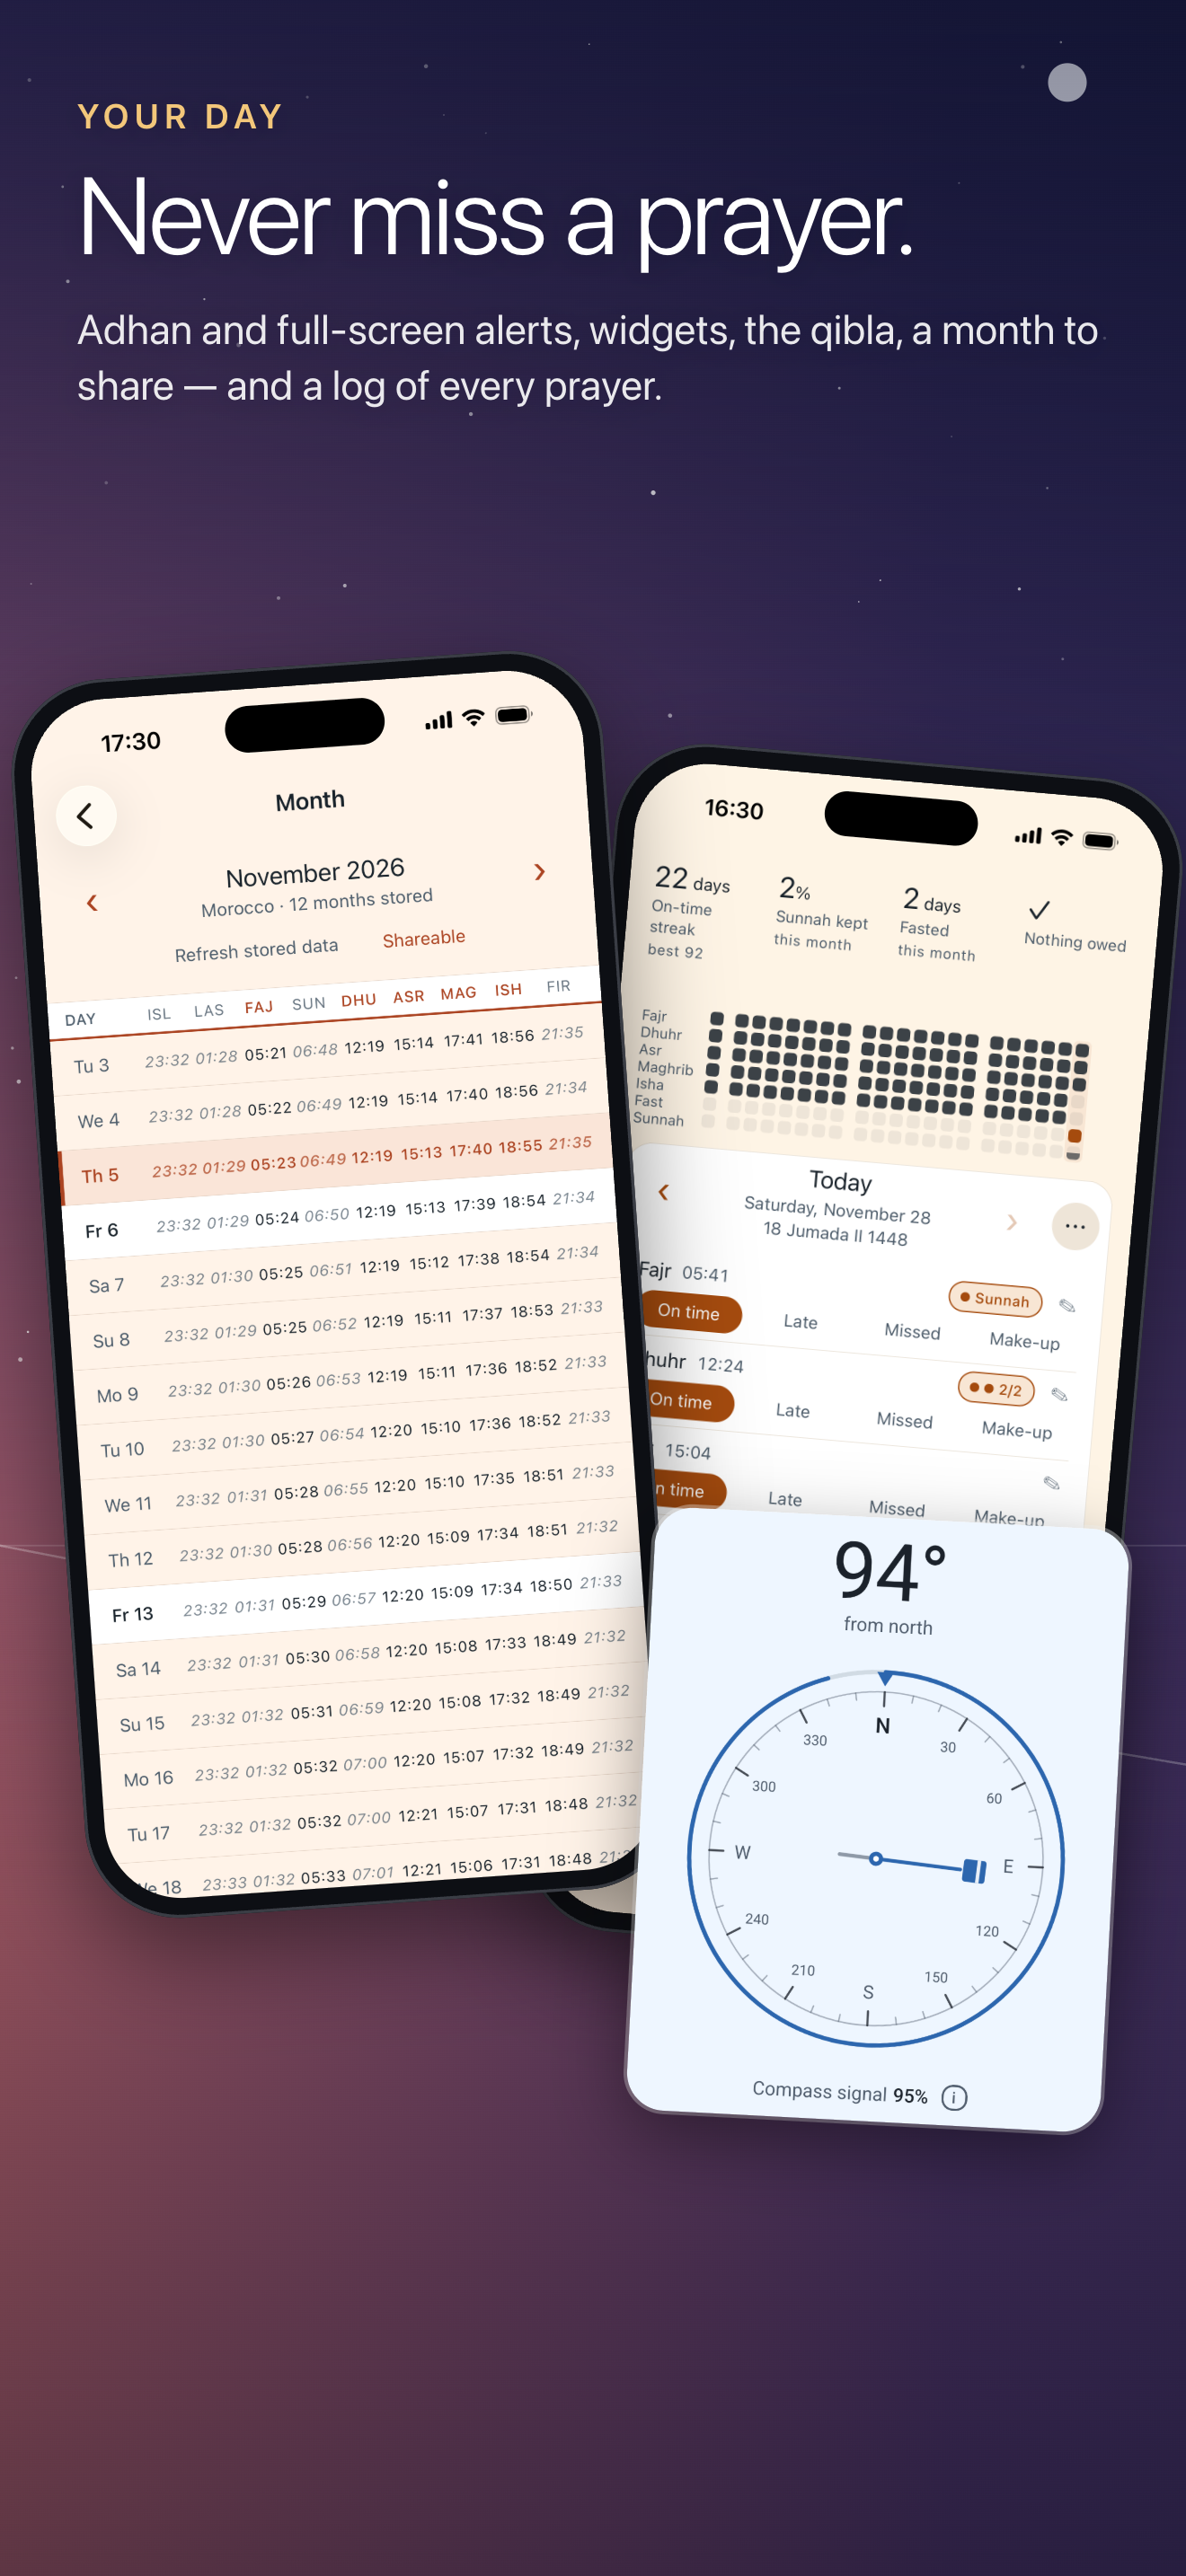 YOUR DAY
Never miss a prayer.
Adhan and full-screen alerts, widgets, the qibla, a month to
share — and a log of every prayer.
17:30
Month
November 2026
Morocco · 12 months stored
Refresh stored data Shareable
DAY ISL LAS FAJ SUN DHU ASR MAG ISH FIR
Tu 3 23:32 01:28 05:21 06:48 12:19 15:14 17:41 18:56 21:35
We 4 23:32 01:28 05:22 06:49 12:19 15:14 17:40 18:56 21:34
Th 5 23:32 01:29 05:23 06:49 12:19 15:13 17:40 18:55 21:35
Fr 6 23:32 01:29 05:24 06:50 12:19 15:13 17:39 18:54 21:34
Sa 7 23:32 01:30 05:25 06:51 12:19 15:12 17:38 18:54 21:34
Su 8 23:32 01:29 05:25 06:52 12:19 15:11 17:37 18:53 21:33
Mo 9 23:32 01:30 05:26 06:53 12:19 15:11 17:36 18:52 21:33
Tu 10 23:32 01:30 05:27 06:54 12:20 15:10 17:36 18:52 21:33
We 11 23:32 01:31 05:28 06:55 12:20 15:10 17:35 18:51 21:33
Th 12 23:32 01:30 05:28 06:56 12:20 15:09 17:34 18:51 21:32
Fr 13 23:32 01:31 05:29 06:57 12:20 15:09 17:34 18:50 21:33
Sa 14 23:32 01:31 05:30 06:58 12:20 15:08 17:33 18:49 21:32
Su 15 23:32 01:32 05:31 06:59 12:20 15:08 17:32 18:49 21:32
Mo 16 23:32 01:32 05:32 07:00 12:20 15:07 17:32 18:49 21:32
Tu 17 23:32 01:32 05:32 07:00 12:21 15:07 17:31 18:48 21:32
We 18 23:33 01:32 05:33 07:01 12:21 15:06 17:31 18:48
16:30
22 days 2% 2 days ✓
On-time streak Sunnah kept Fasted Nothing owed
best 92 this month this month
Fajr
Dhuhr
Asr
Maghrib
Isha
Fast
Sunnah
Today
Saturday, November 28
18 Jumada II 1448
Fajr 05:41 Sunnah
On time Late Missed Make-up
huhr 12:24 2/2
On time Late Missed Make-up
15:04
n time Late Missed Make-up
94°
from north
N
330 30
300 60
W E
240 120
210 150
S
Compass signal 95% i